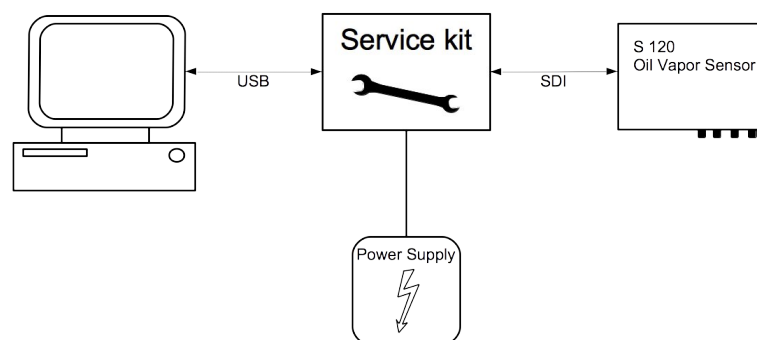 Service kit
USB
SDI
S 120
Oil Vapor Sensor
Power Supply